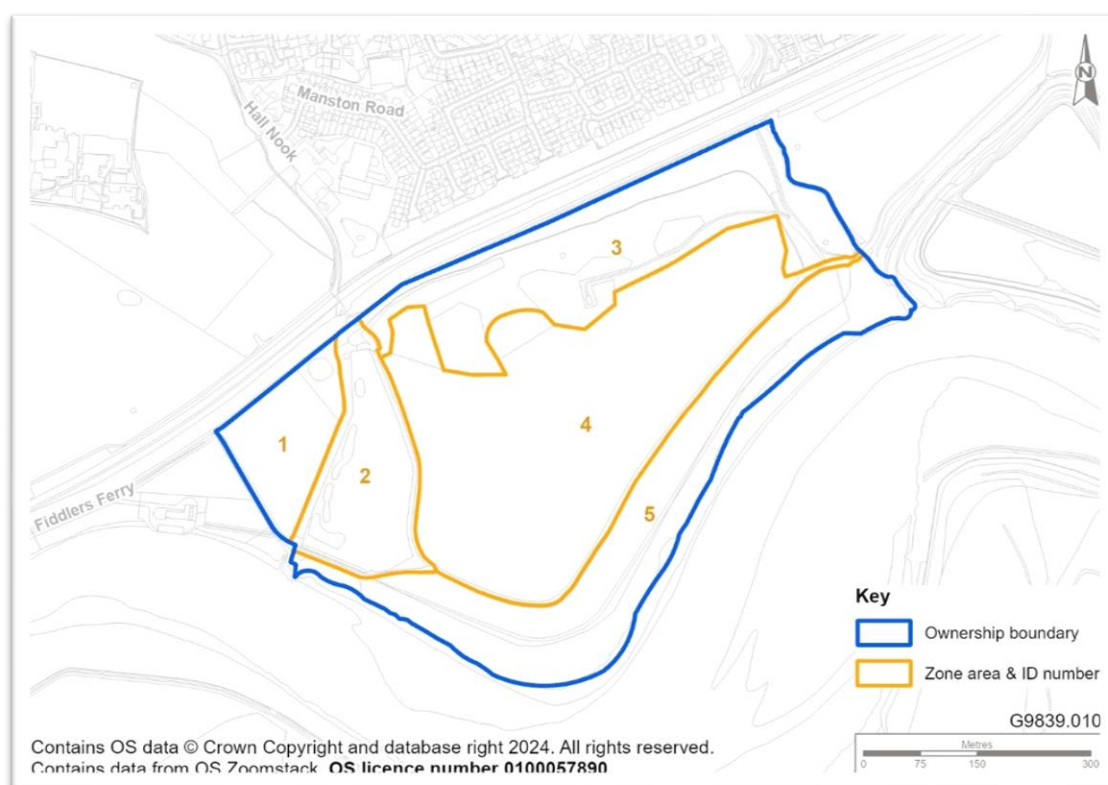 N
Manston Road
Hall Nook
3
1
2
4
5
Fiddlers Ferry
Key
Ownership boundary
Zone area & ID number
G9839.010
Metres
0 75 150 300
Contains OS data © Crown Copyright and database right 2024. All rights reserved.
Contains data from OS Zoomstack. OS licence number 0100057890